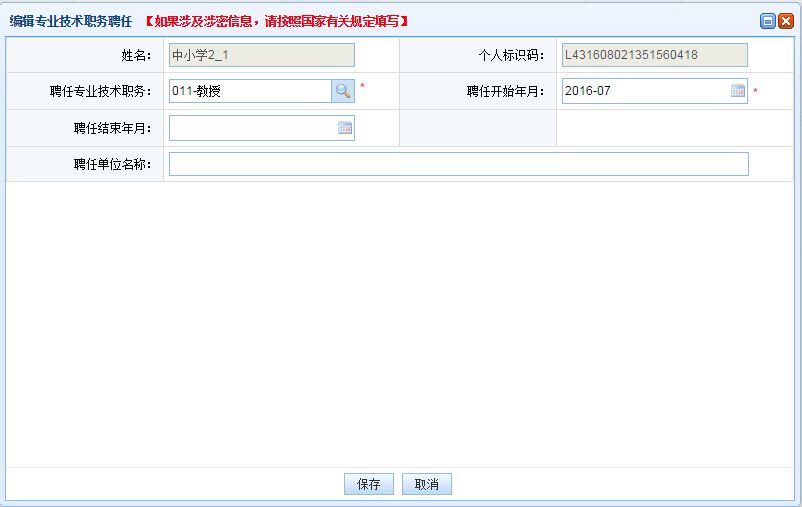 编辑专业技术职务聘任 【如果涉及涉密信息，请按照国家有关规定填写】
姓名： 中小学2_1 个人标识码： L431608021351560418
聘任专业技术职务： 011-教授 * 聘任开始年月： 2016-07 *
聘任结束年月：
聘任单位名称：
保存 取消